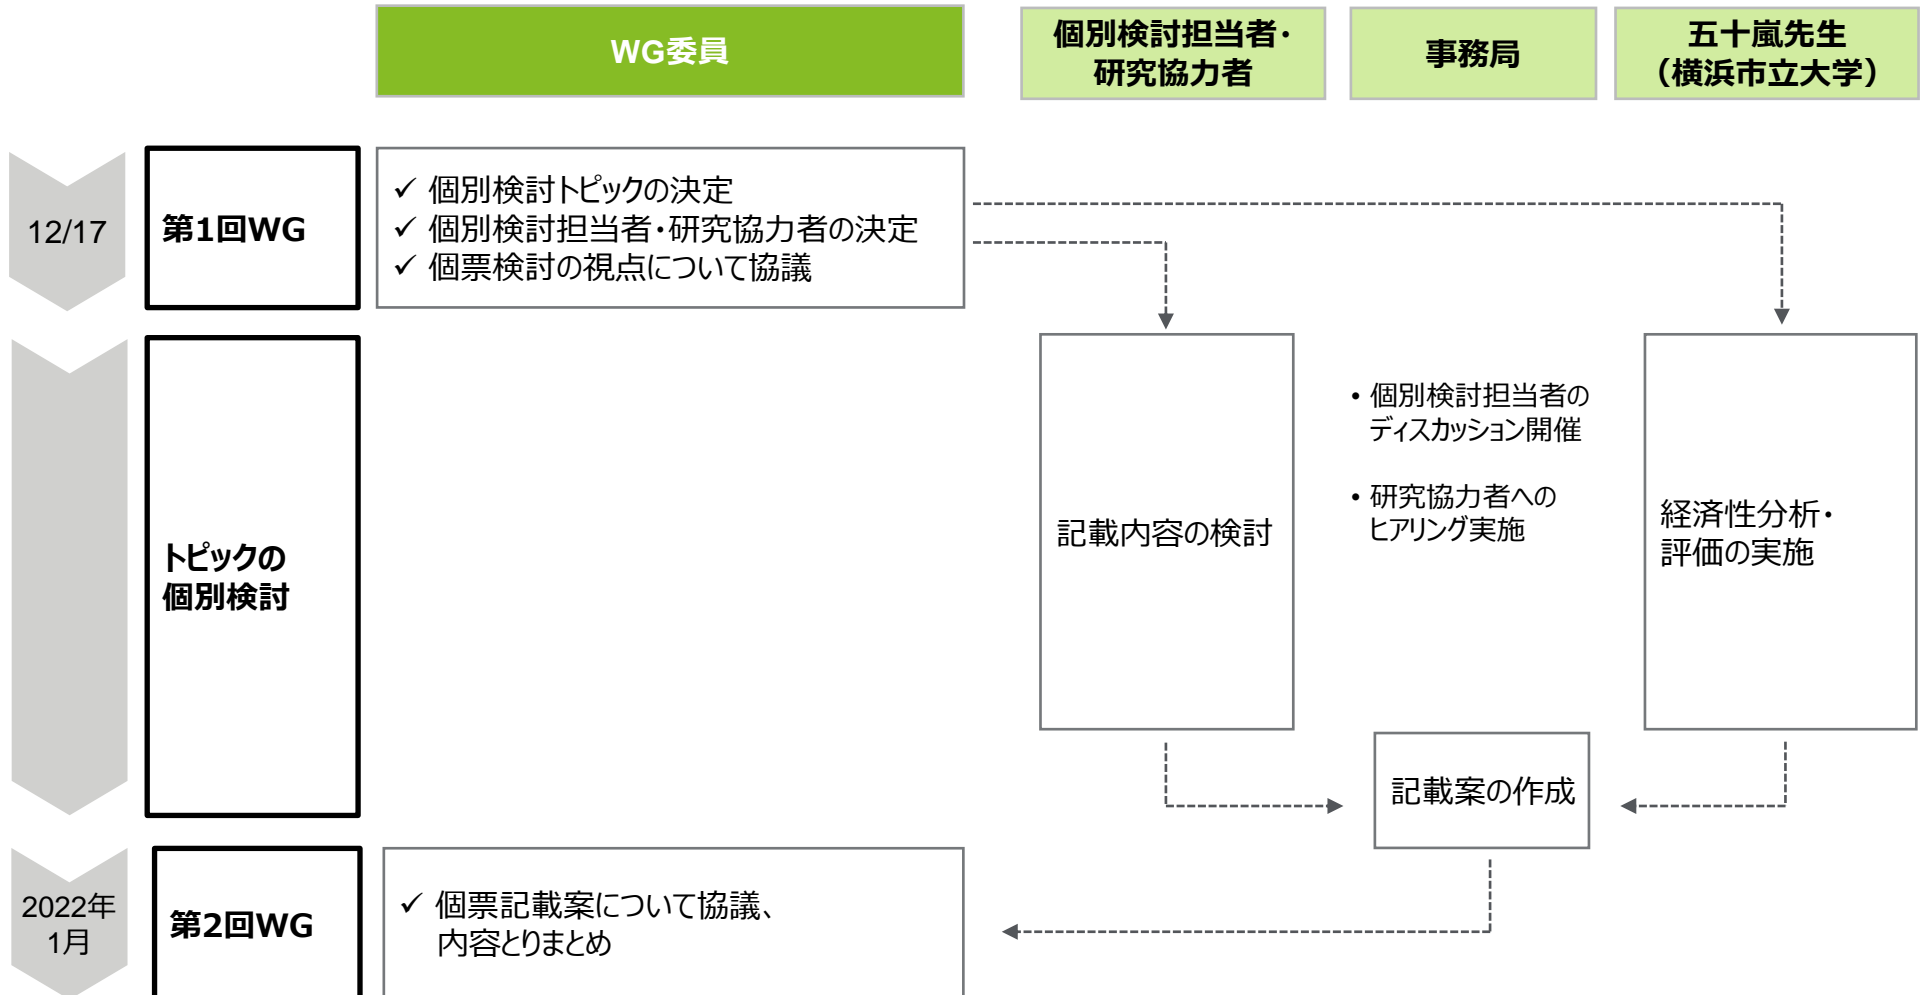 WG委員
個別検討担当者・
研究協力者
事務局
五十嵐先生
（横浜市立大学）
12/17
第1回WG
✓ 個別検討トピックの決定
✓ 個別検討担当者・研究協力者の決定
✓ 個票検討の視点について協議
トピックの
個別検討
記載内容の検討
• 個別検討担当者の
ディスカッション開催
• 研究協力者への
ヒアリング実施
経済性分析・
評価の実施
記載案の作成
2022年
1月
第2回WG
✓ 個票記載案について協議、
内容とりまとめ